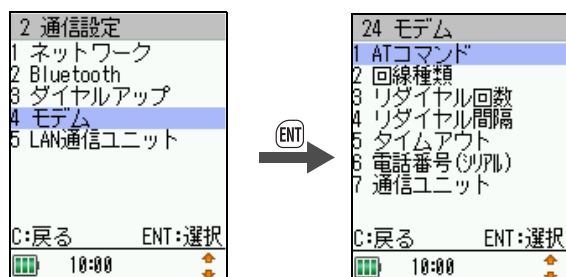 2 通信設定
1 ネットワーク
2 Bluetooth
3 ダイヤルアップ
4 モデム
5 LAN通信ユニット
C:戻る ENT:選択
10:00
ENT
24 モデム
1 ATコマンド
2 回線種類
3 リダイヤル回数
4 リダイヤル間隔
5 タイムアウト
6 電話番号(ｼﾘｱﾙ)
7 通信ユニット
C:戻る ENT:選択
10:00